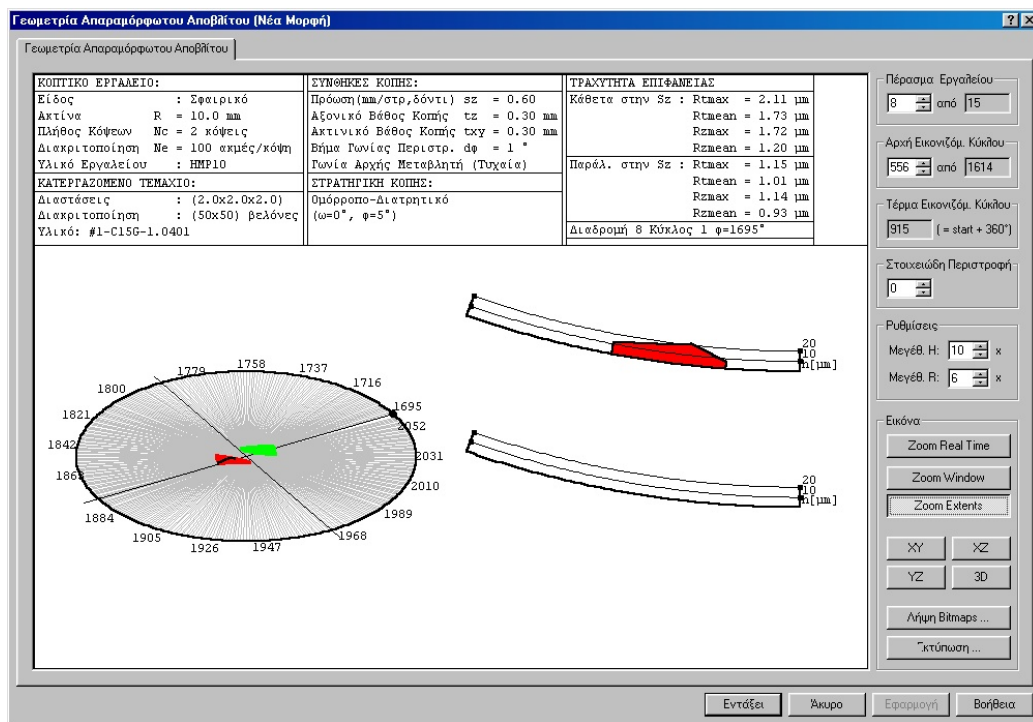 Γεωμετρία Απαραμόρφωτου Αποβλίτου (Νέα Μορφή)
Γεωμετρία Απαραμόρφωτου Αποβλίτου
ΚΟΠΤΙΚΟ ΕΡΓΑΛΕΙΟ:
Είδος : Σφαιρικό
Ακτίνα R = 10.0 mm
Πλήθος Κόψεων Nc = 2 κόψεις
Διακριτοποίηση Ne = 100 ακμές/κόψη
Υλικό Εργαλείου : HMP10
ΚΑΤΕΡΓΑΖΟΜΕΝΟ ΤΕΜΑΧΙΟ:
Διαστάσεις : (2.0x2.0x2.0)
Διακριτοποίηση : (50x50) βελόνες
Υλικό: #1-C15G-1.0401
ΣΥΝΘΗΚΕΣ ΚΟΠΗΣ:
Πρόωση(mm/στρ,δόντι) sz = 0.60
Αξονικό Βάθος Κοπής tz = 0.30 mm
Ακτινικό Βάθος Κοπής txy = 0.30 mm
Βήμα Γωνίας Περιστρ. dφ = 1 °
Γωνία Αρχής Μεταβλητή (Τυχαία)
ΣΤΡΑΤΗΓΙΚΗ ΚΟΠΗΣ:
Ομόρροπο-Διατρητικό
(ω=0°, φ=5°)
ΤΡΑΧΥΤΗΤΑ ΕΠΙΦΑΝΕΙΑΣ
Κάθετα στην Sz : Rtmax = 2.11 μm
Rtmean = 1.73 μm
Rzmax = 1.72 μm
Rzmean = 1.20 μm
Παράλ. στην Sz : Rtmax = 1.15 μm
Rtmean = 1.01 μm
Rzmax = 1.14 μm
Rzmean = 0.93 μm
Διαδρομή 8 Κύκλος 1 φ=1695°
1758
1779
1737
1800
1716
1821
1695
2052
1842
2031
1863
2010
1884
1989
1905
1968
1926
1947
20
10
h[μm]
20
10
h[μm]
Πέρασμα Εργαλείου
8 από 15
Αρχή Εικονιζόμ. Κύκλου
556 από 1614
Τέρμα Εικονιζόμ. Κύκλου
915 ( = start + 360°)
Στοιχειώδη Περιστροφή
0
Ρυθμίσεις
Μεγέθ. H: 10 x
Μεγέθ. R: 6 x
Εικόνα
Zoom Real Time
Zoom Window
Zoom Extents
XY XZ
YZ 3D
Λήψη Bitmaps ...
Εκτύπωση ...
Εντάξει Άκυρο Εφαρμογή Βοήθεια